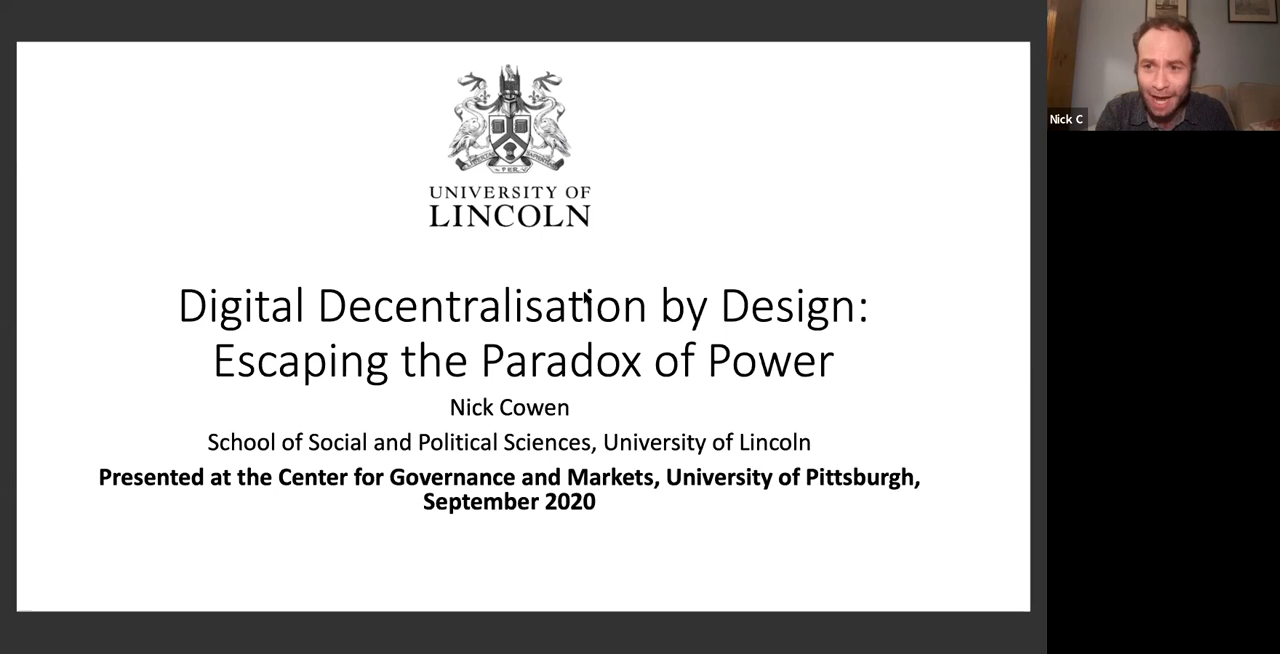 UNIVERSITY OF
LINCOLN
Digital Decentralisation by Design:
Escaping the Paradox of Power
Nick Cowen
School of Social and Political Sciences, University of Lincoln
Presented at the Center for Governance and Markets, University of Pittsburgh,
September 2020
Nick C